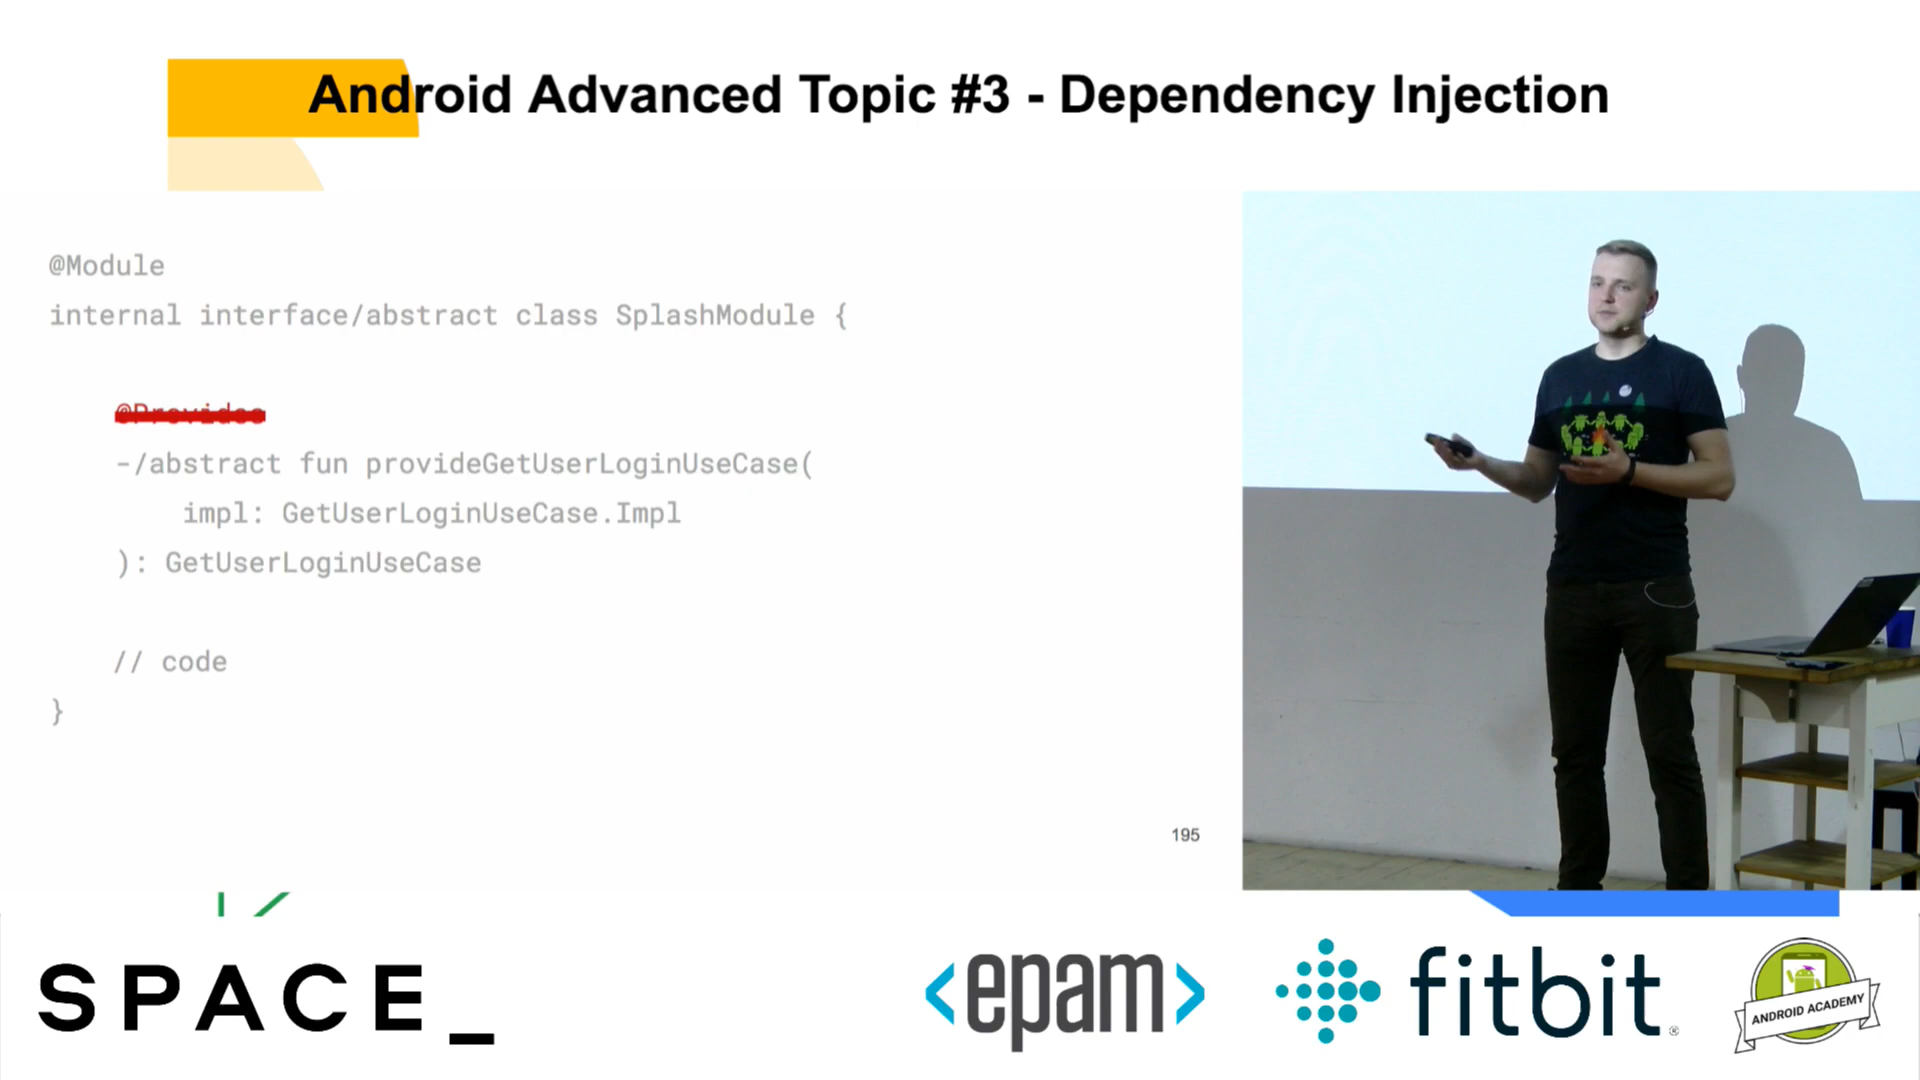 Android Advanced Topic #3 - Dependency Injection
@Module
internal interface/abstract class SplashModule {
@Provides
-/abstract fun provideGetUserLoginUseCase(
impl: GetUserLoginUseCase.Impl
): GetUserLoginUseCase
// code
}
195
SPACE_
<epam>
fitbit®
ANDROID ACADEMY